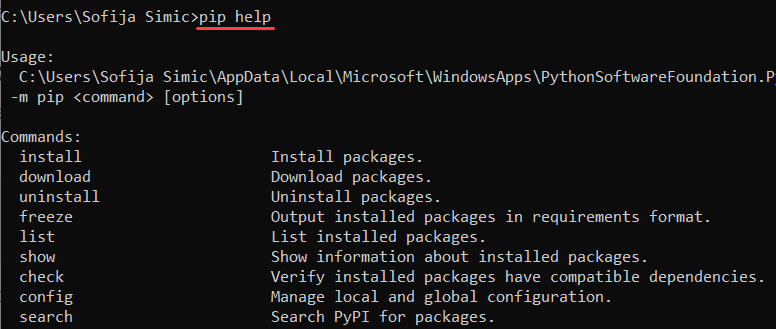 C:\Users\Sofija Simic>pip help
Usage:
C:\Users\Sofija Simic\AppData\Local\Microsoft\WindowsApps\PythonSoftwareFoundation.Py
-m pip <command> [options]
Commands:
install Install packages.
download Download packages.
uninstall Uninstall packages.
freeze Output installed packages in requirements format.
list List installed packages.
show Show information about installed packages.
check Verify installed packages have compatible dependencies.
config Manage local and global configuration.
search Search PyPI for packages.